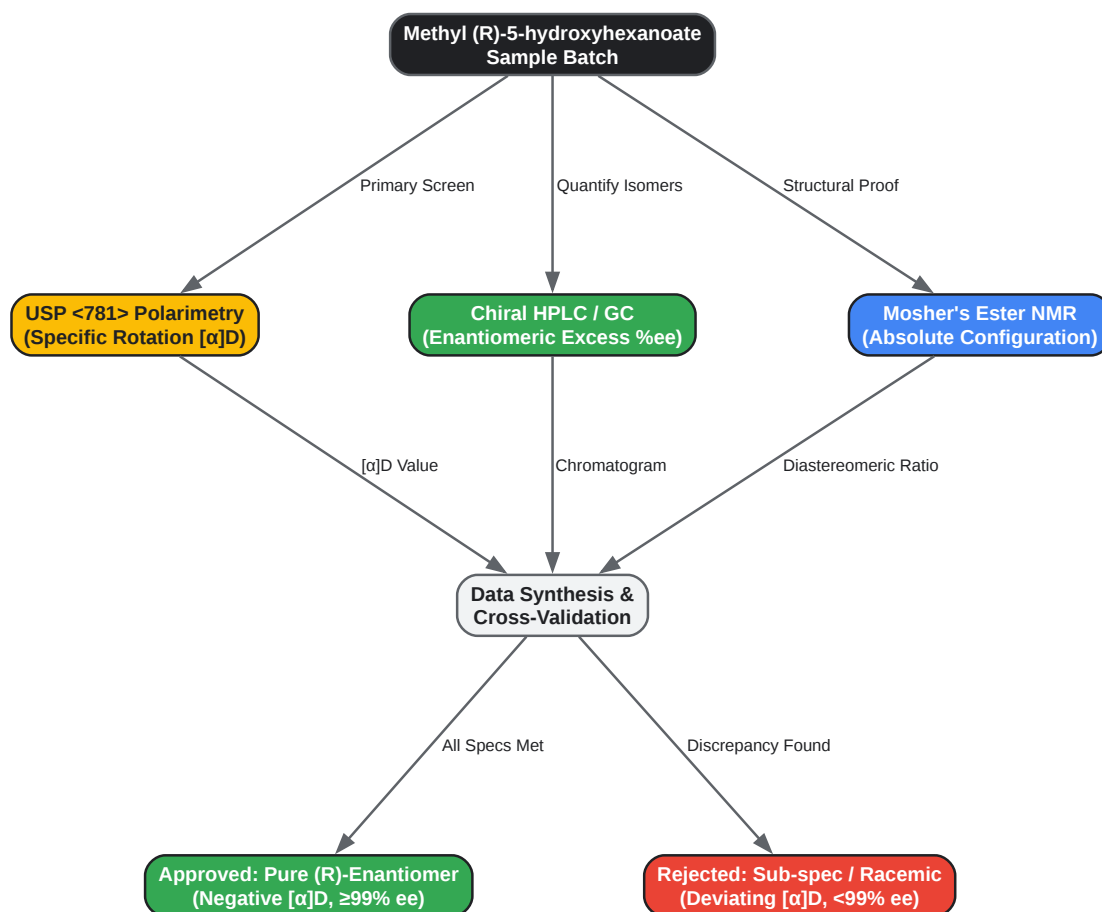 Methyl (R)-5-hydroxyhexanoate
Sample Batch
Primary Screen
Quantify Isomers
Structural Proof
USP <781> Polarimetry
(Specific Rotation [α]D)
Chiral HPLC / GC
(Enantiomeric Excess %ee)
Mosher's Ester NMR
(Absolute Configuration)
[α]D Value
Chromatogram
Diastereomeric Ratio
Data Synthesis &
Cross-Validation
All Specs Met
Discrepancy Found
Approved: Pure (R)-Enantiomer
(Negative [α]D, ≥99% ee)
Rejected: Sub-spec / Racemic
(Deviating [α]D, <99% ee)